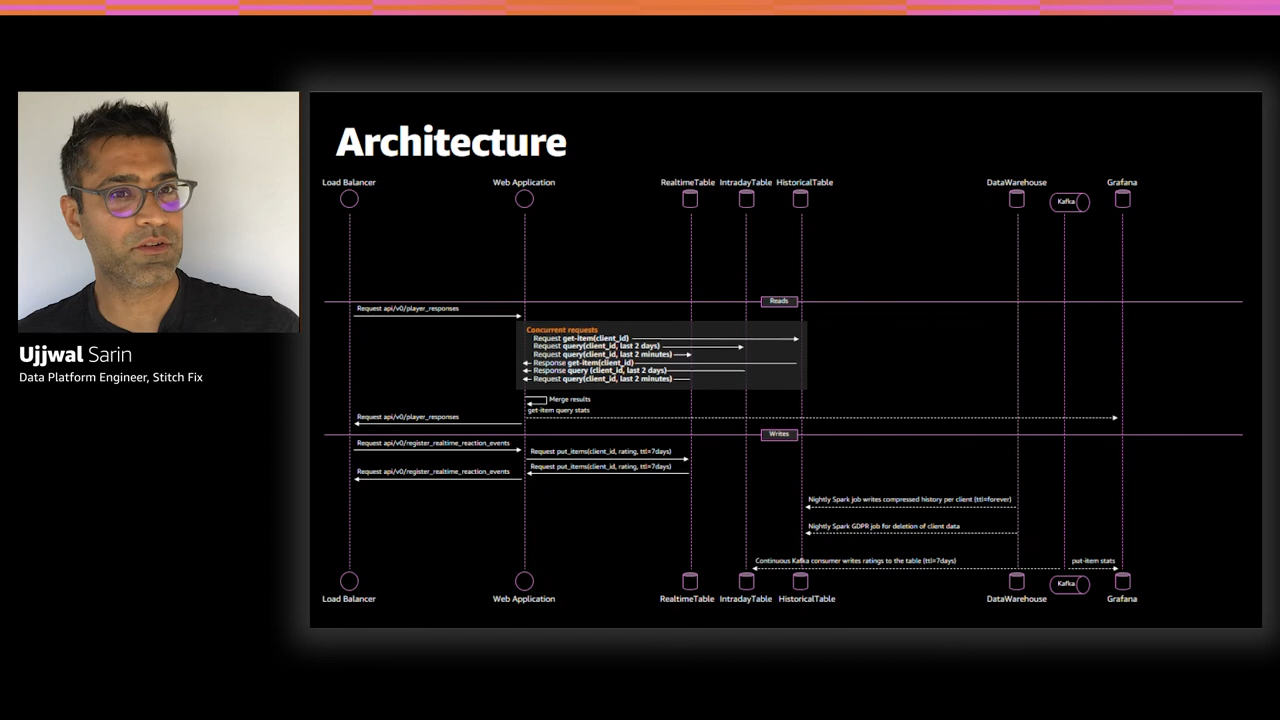 Architecture
Load Balancer
Web Application
RealtimeTable
IntradayTable
HistoricalTable
DataWarehouse
Kafka
Grafana
Reads
Request api/v0/player_responses
Concurrent requests
Request get-item(client_id)
Request query(client_id, last 2 days)
Request query(client_id, last 2 minutes)
Response get-item(client_id)
Response query (client_id, last 2 days)
Request query(client_id, last 2 minutes)
Merge results
get-item query stats
Request api/v0/player_responses
Writes
Request api/v0/register_realtime_reaction_events
Request put_items(client_id, rating, ttl=7days)
Request put_items(client_id, rating, ttl=7days)
Request api/v0/register_realtime_reaction_events
Nightly Spark job writes compressed history per client (ttl=forever)
Nightly Spark GDPR job for deletion of client data
Continuous Kafka consumer writes ratings to the table (ttl=7days)
put-item stats
Load Balancer
Web Application
RealtimeTable
IntradayTable
HistoricalTable
DataWarehouse
Kafka
Grafana
Ujjwal Sarin
Data Platform Engineer, Stitch Fix